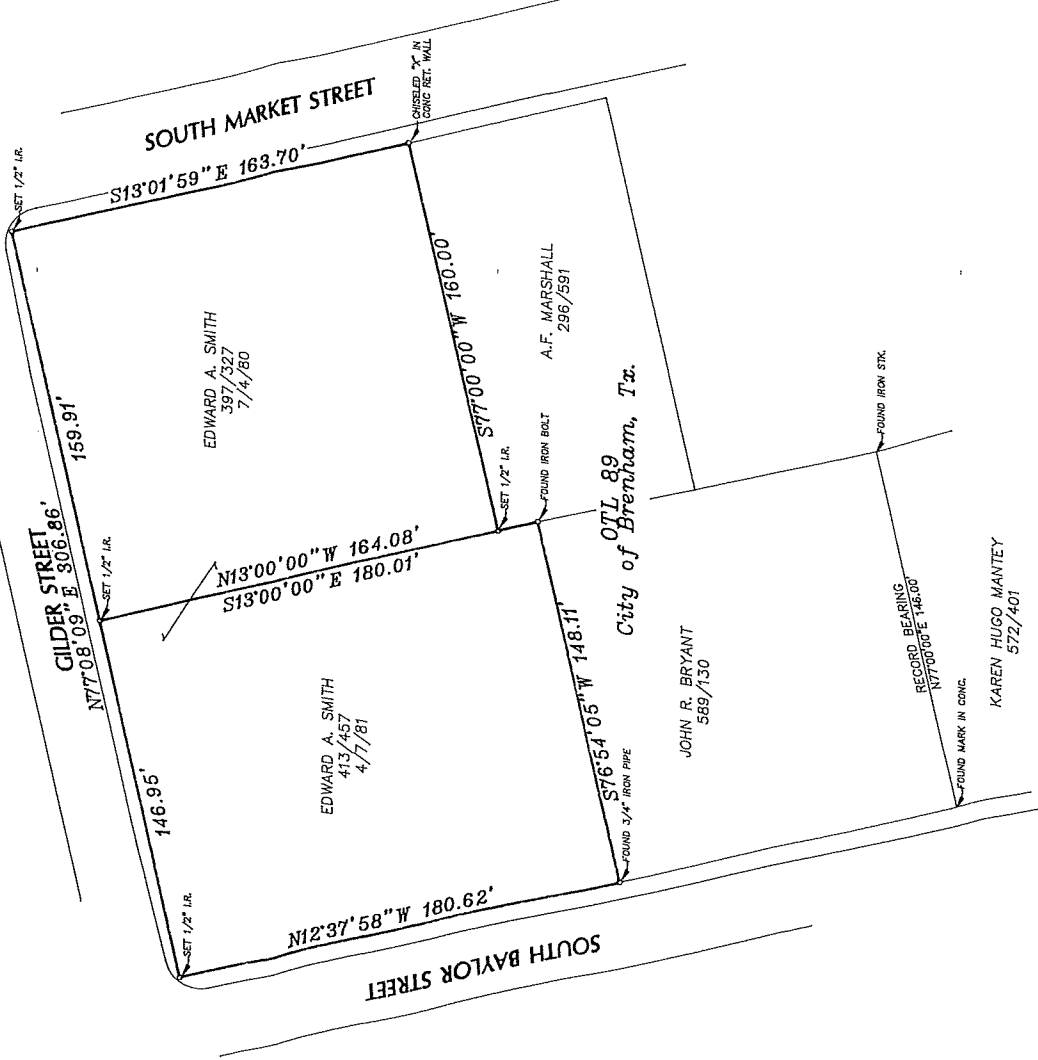 SOUTH MARKET STREET
CHISELED "X" IN
CONC RET. WALL
SET 1/2" I.R.
S13°01'59" E 163.70'
EDWARD A. SMITH
397/327
7/4/80
S77°00'00" W 160.00'
A.F. MARSHALL
296/591
159.91'
GILDER STREET
N77°08'09" E 306.86'
SET 1/2" I.R.
N13°00'00" W 164.08'
S13°00'00" E 180.01'
SET 1/2" I.R.
FOUND IRON BOLT
OTL 89
City of Brenham, Tx.
FOUND IRON STK.
146.95'
EDWARD A. SMITH
413/457
4/7/81
S76°54'05" W 148.11'
FOUND 3/4" IRON PIPE
JOHN R. BRYANT
589/130
RECORD BEARING
N77°00'00" E 146.00'
KAREN HUGO MANTEY
572/401
FOUND MARK IN CONC.
SET 1/2" I.R.
N12°37'58" W 180.62'
SOUTH BAYLOR STREET